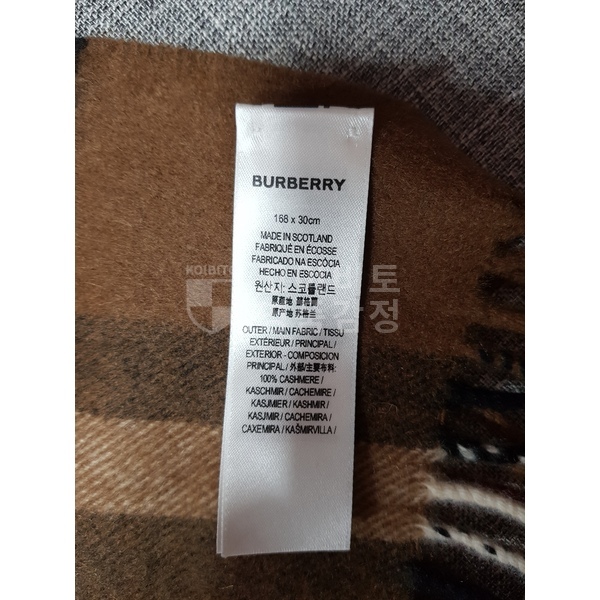 BURBERRY
168 x 30cm
MADE IN SCOTLAND
FABRIQUÉ EN ÉCOSSE
FABRICADO NA ESCÓCIA
HECHO EN ESCOCIA
원산지: 스코틀랜드
原產地 蘇格蘭
原产地 苏格兰
OUTER / MAIN FABRIC / TISSU
EXTÉRIEUR / PRINCIPAL /
EXTERIOR - COMPOSICION
PRINCIPAL / 外部/主要布料:
100% CASHMERE /
KASCHMIR / CACHEMIRE /
KASJMIER / KASHMIR /
KASJMIR / CACHEMIRA /
CAXEMIRA / KAŠMIRVILLA /